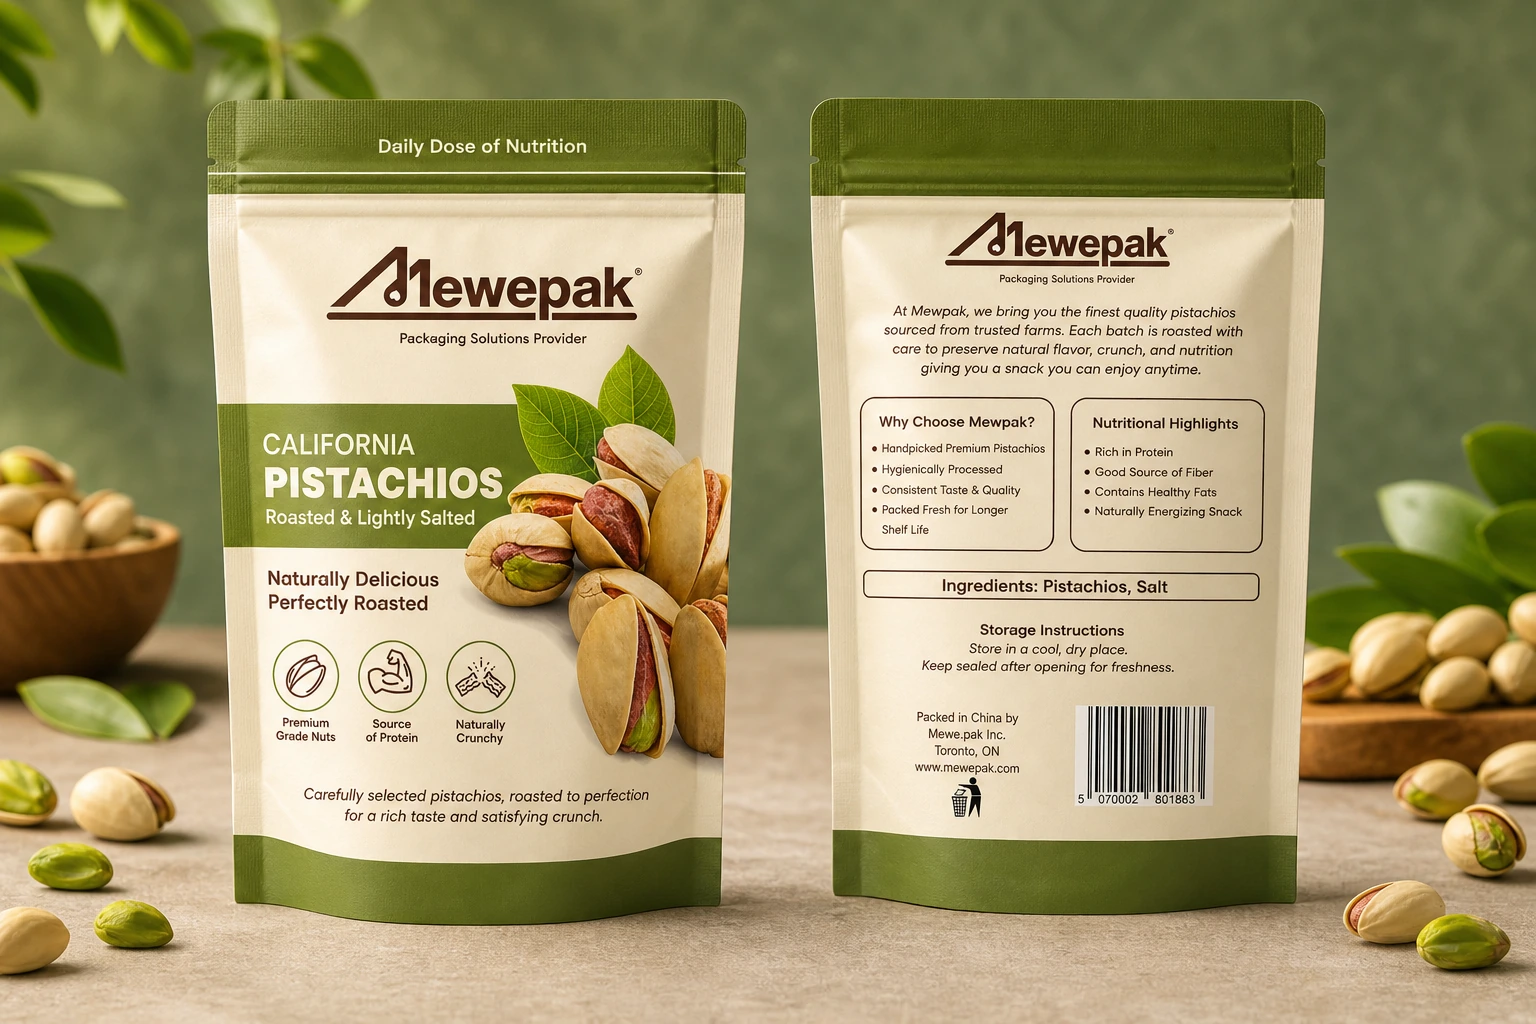 Daily Dose of Nutrition
Mewepak®
Packaging Solutions Provider
CALIFORNIA
PISTACHIOS
Roasted & Lightly Salted
Naturally Delicious
Perfectly Roasted
Premium
Grade Nuts
Source
of Protein
Naturally
Crunchy
Carefully selected pistachios, roasted to perfection
for a rich taste and satisfying crunch.
Mewepak®
Packaging Solutions Provider
At Mewpak, we bring you the finest quality pistachios
sourced from trusted farms. Each batch is roasted with
care to preserve natural flavor, crunch, and nutrition
giving you a snack you can enjoy anytime.
Why Choose Mewpak?
• Handpicked Premium Pistachios
• Hygienically Processed
• Consistent Taste & Quality
• Packed Fresh for Longer
Shelf Life
Nutritional Highlights
• Rich in Protein
• Good Source of Fiber
• Contains Healthy Fats
• Naturally Energizing Snack
Ingredients: Pistachios, Salt
Storage Instructions
Store in a cool, dry place.
Keep sealed after opening for freshness.
Packed in China by
Mewe.pak Inc.
Toronto, ON
www.mewepak.com
5 070002 801863